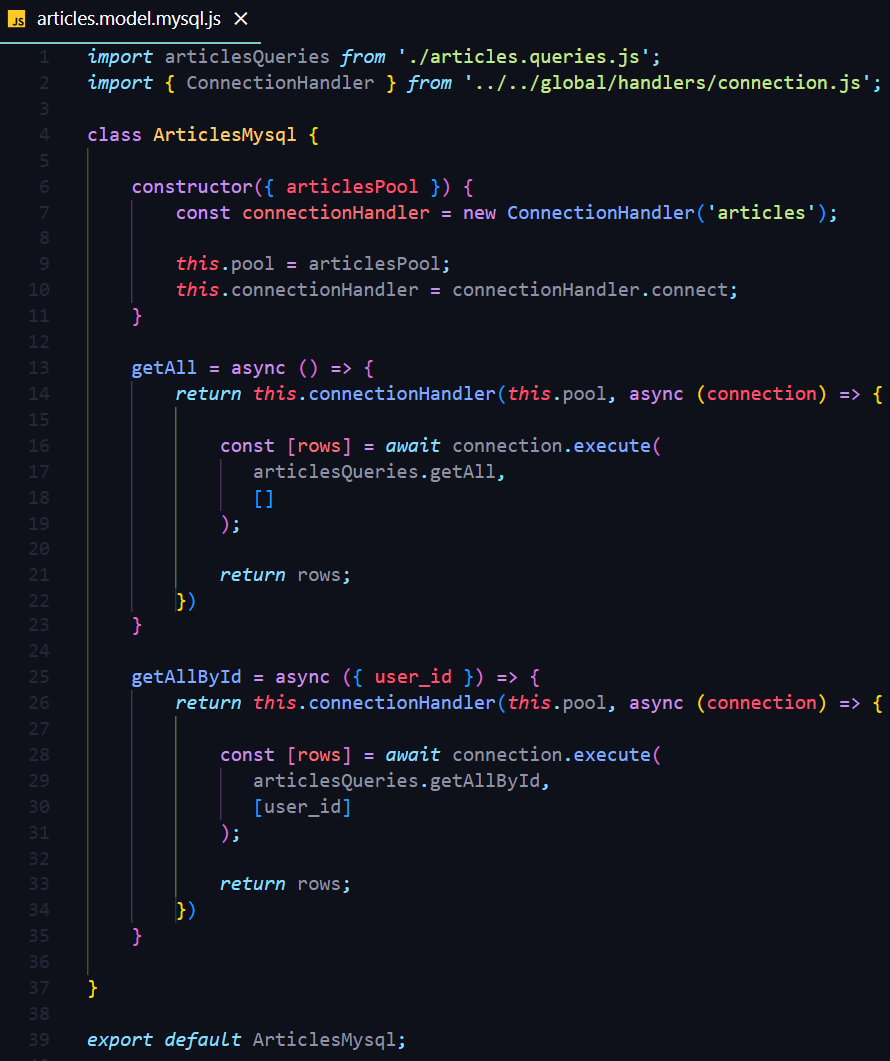 JS articles.model.mysql.js ×
1 import articlesQueries from './articles.queries.js';
2 import { ConnectionHandler } from '../../global/handlers/connection.js';
3
4 class ArticlesMysql {
5
6     constructor({ articlesPool }) {
7         const connectionHandler = new ConnectionHandler('articles');
8
9         this.pool = articlesPool;
10         this.connectionHandler = connectionHandler.connect;
11     }
12
13     getAll = async () => {
14         return this.connectionHandler(this.pool, async (connection) => {
15
16             const [rows] = await connection.execute(
17                articlesQueries.getAll,
18                []
19             );
20
21             return rows;
22         })
23     }
24
25     getAllById = async ({ user_id }) => {
26         return this.connectionHandler(this.pool, async (connection) => {
27
28             const [rows] = await connection.execute(
29                articlesQueries.getAllById,
30                [user_id]
31             );
32
33             return rows;
34         })
35     }
36
37 }
38
39 export default ArticlesMysql;